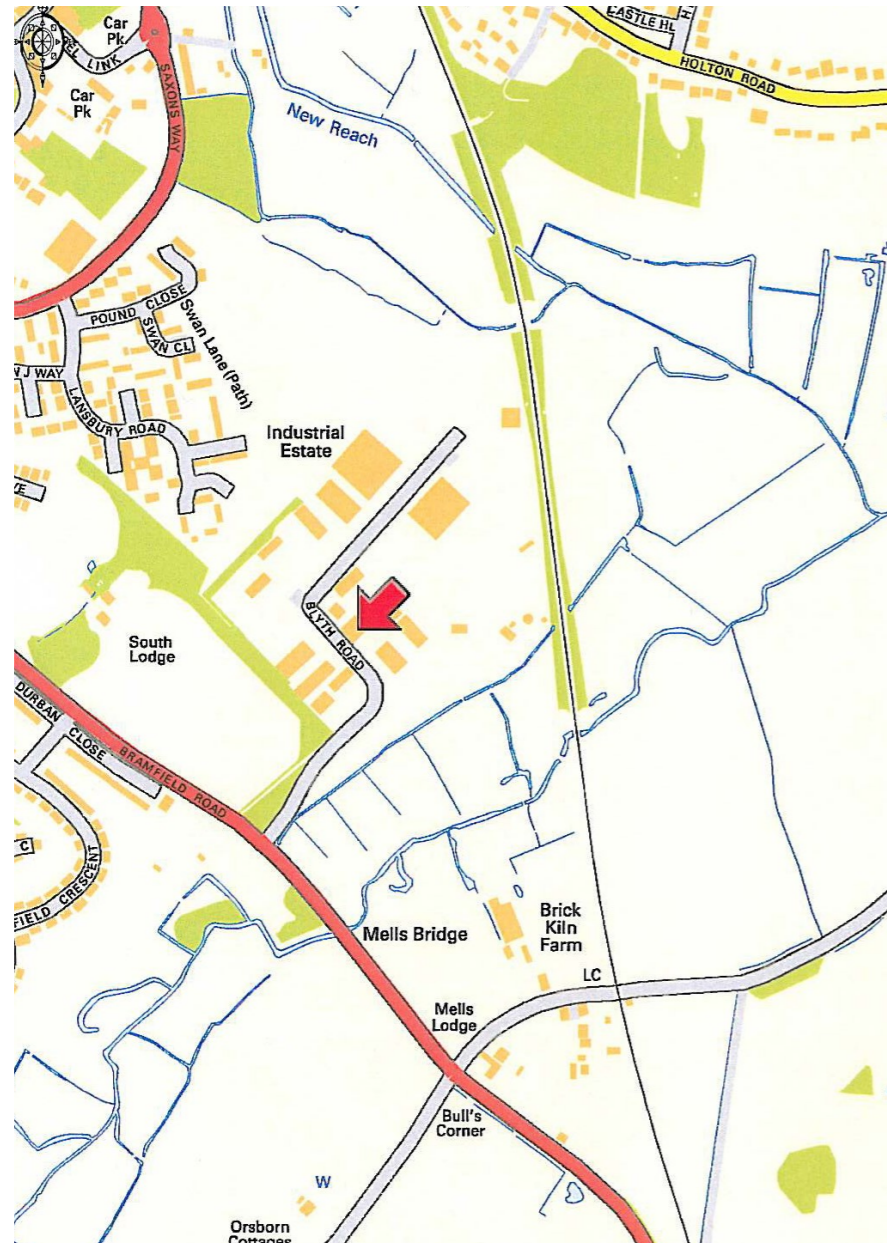 Car
Pk
EL LINK
SAXONS WAY
Car
Pk
CASTLE HL
HOLTON ROAD
New Reach
POUND CLOSE
SWAN CL
Swan Lane (Path)
N J WAY
LANSBURY ROAD
Industrial
Estate
BLYTH ROAD
South
Lodge
DURBAN
CLOSE
BRAMFIELD ROAD
C
FIELD CRESCENT
Mells Bridge
Brick
Kiln
Farm
LC
Mells
Lodge
Bull's
Corner
W
Orsborn
Cottages